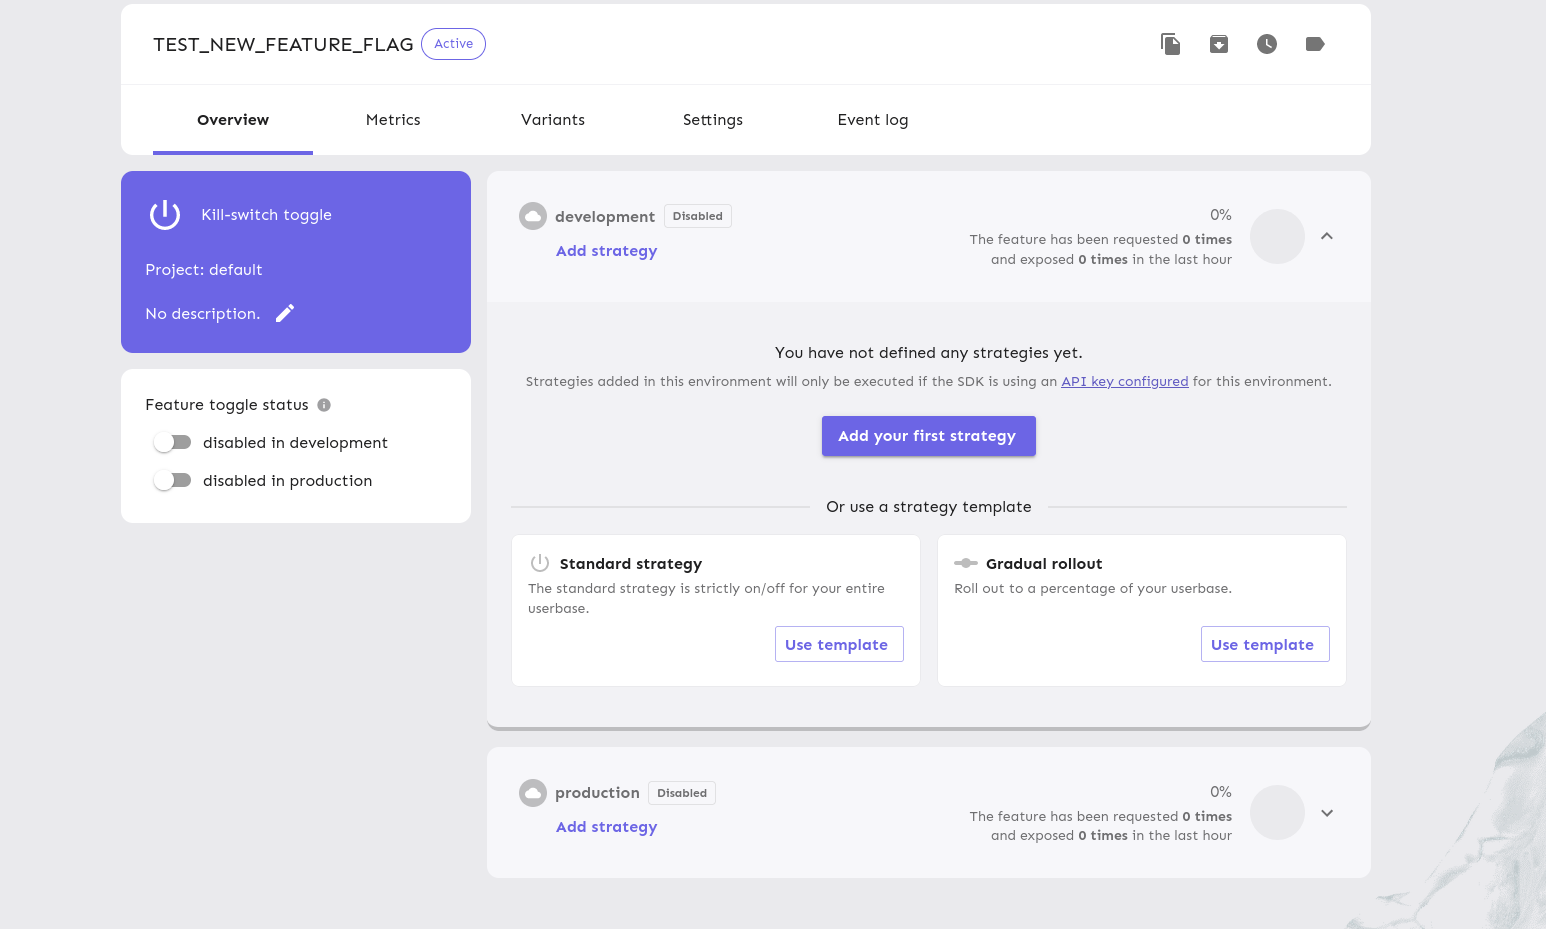 TEST_NEW_FEATURE_FLAG Active
Overview Metrics Variants Settings Event log
Kill-switch toggle
Project: default
No description.
Feature toggle status
disabled in development
disabled in production
development Disabled
Add strategy
0%
The feature has been requested 0 times
and exposed 0 times in the last hour
You have not defined any strategies yet.
Strategies added in this environment will only be executed if the SDK is using an API key configured for this environment.
Add your first strategy
Or use a strategy template
Standard strategy
The standard strategy is strictly on/off for your entire
userbase.
Use template
Gradual rollout
Roll out to a percentage of your userbase.
Use template
production Disabled
Add strategy
0%
The feature has been requested 0 times
and exposed 0 times in the last hour